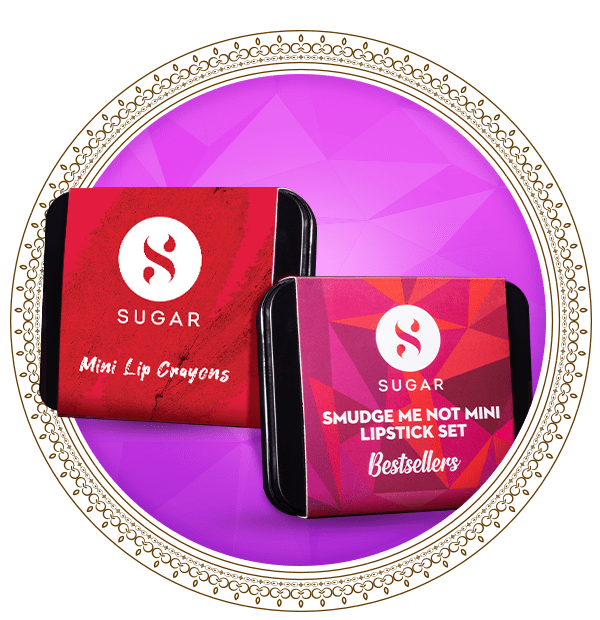 SUGAR
Mini Lip Crayons
SUGAR
SMUDGE ME NOT MINI
LIPSTICK SET
Bestsellers